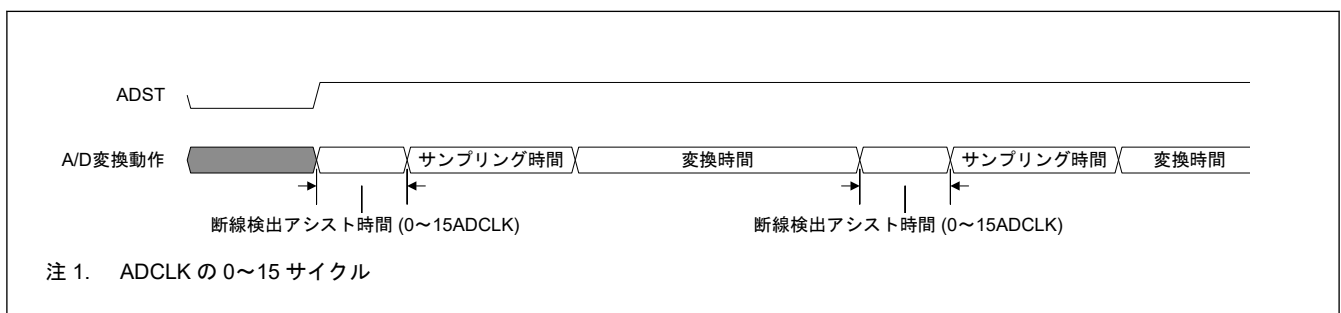 ADST
A/D変換動作
サンプリング時間
変換時間
サンプリング時間
変換時間
断線検出アシスト時間 (0～15ADCLK)
断線検出アシスト時間 (0～15ADCLK)
注 1. ADCLK の 0～15 サイクル